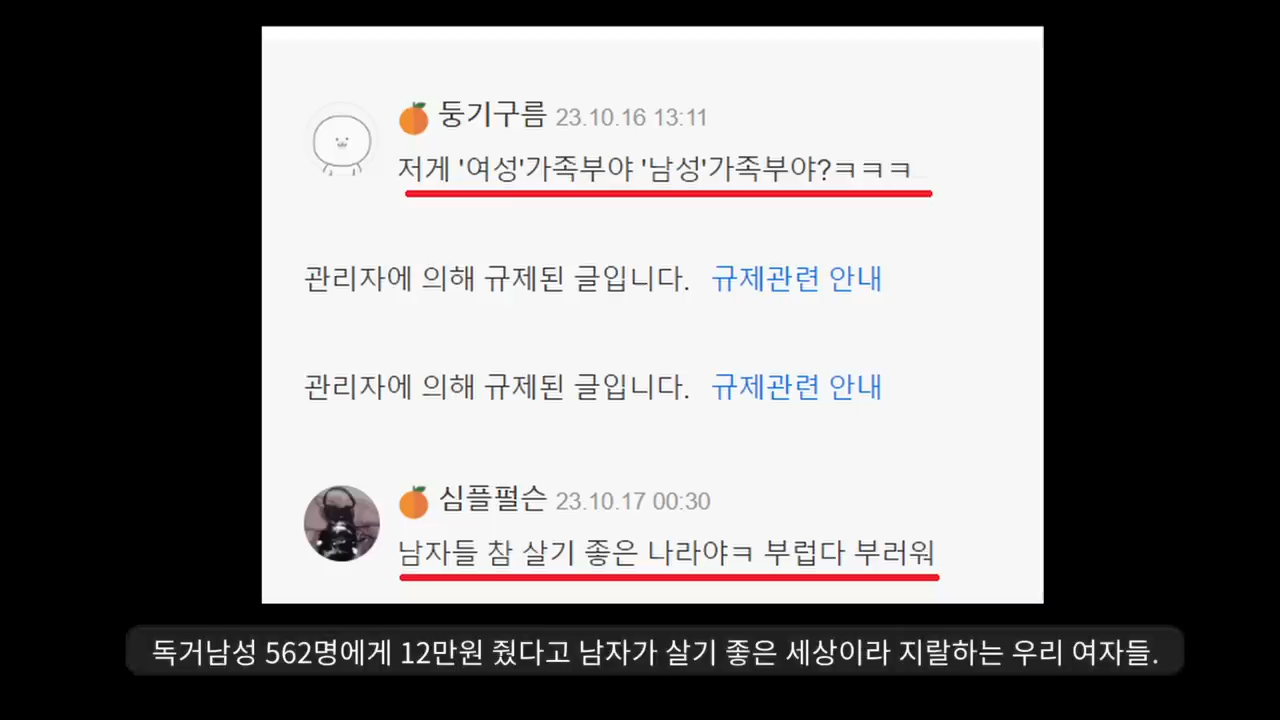 둥기구름 23.10.16 13:11
저게 '여성'가족부야 '남성'가족부야?ㅋㅋㅋ
관리자에 의해 규제된 글입니다. 규제관련 안내
관리자에 의해 규제된 글입니다. 규제관련 안내
심플펄슨 23.10.17 00:30
남자들 참 살기 좋은 나라야ㅋ 부럽다 부러워
독거남성 562명에게 12만원 줬다고 남자가 살기 좋은 세상이라 지랄하는 우리 여자들.